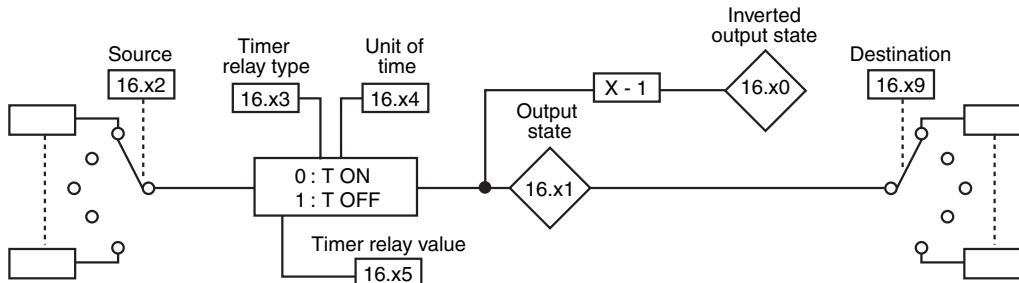 Inverted
output state
Source
Timer
relay type
Unit of
time
Destination
16.x2
16.x3
16.x4
X - 1
16.x0
16.x9
Output
state
0 : T ON
1 : T OFF
16.x1
Timer relay value
16.x5